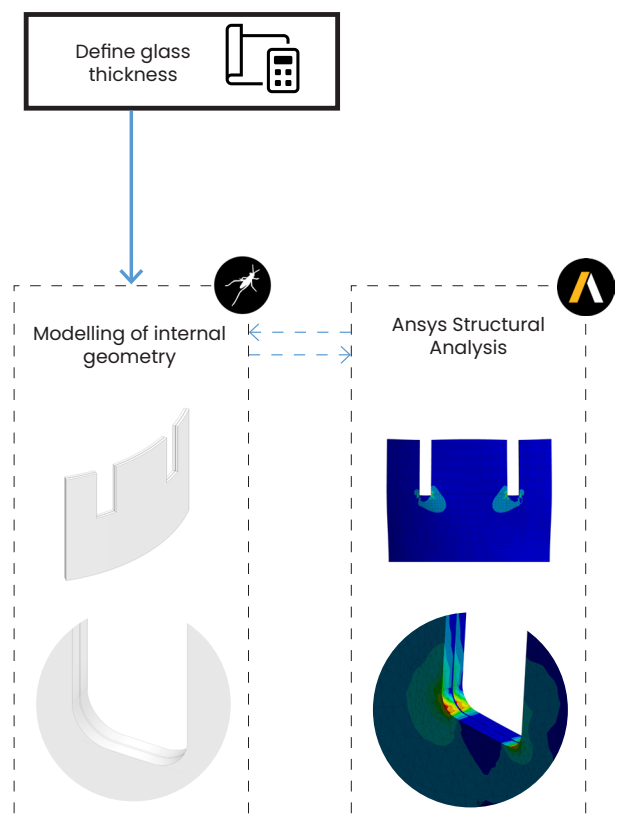 Define glass
thickness
Modelling of internal
geometry
Ansys Structural
Analysis